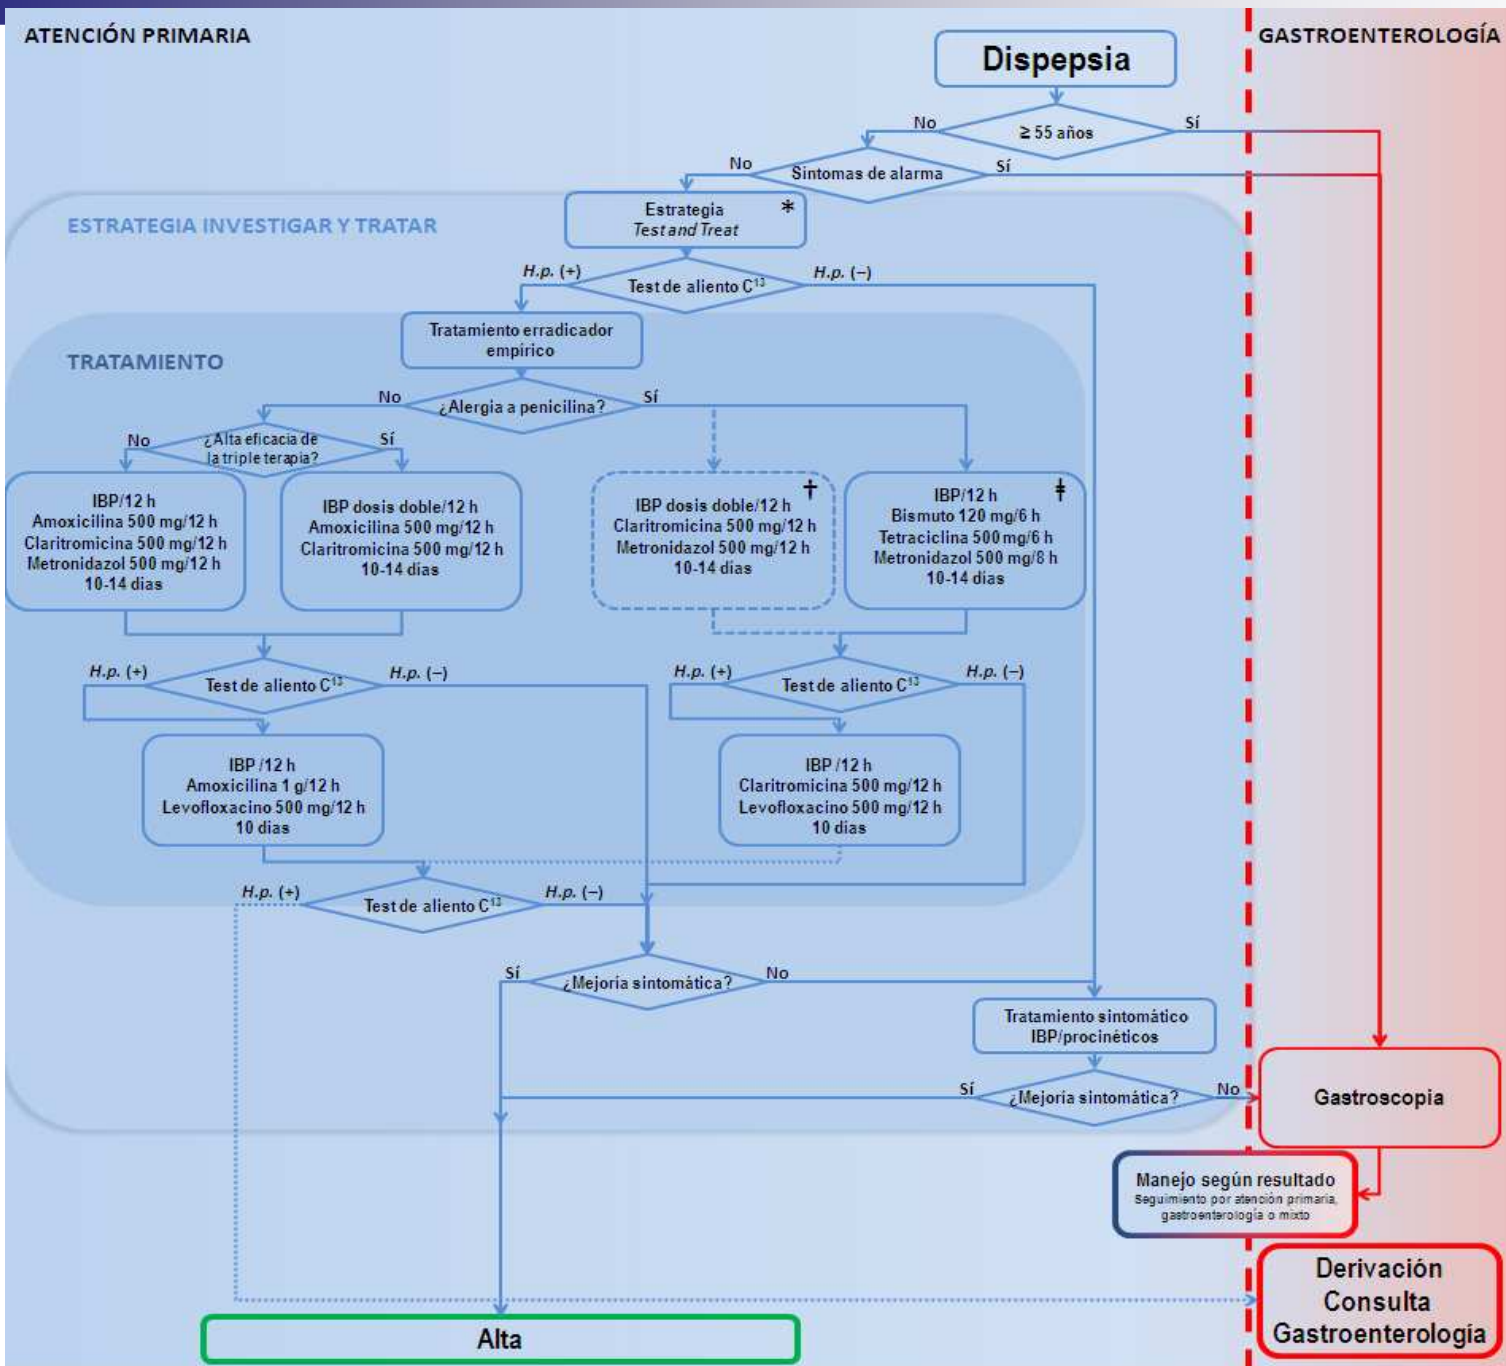 ATENCIÓN PRIMARIA
GASTROENTEROLOGÍA
Dispepsia
≥ 55 años
No
Sí
Sintomas de alarma
No
Sí
ESTRATEGIA INVESTIGAR Y TRATAR
Estrategia *
Test and Treat
H.p. (+)
Test de aliento C¹³
H.p. (−)
Tratamiento erradicador
empírico
TRATAMIENTO
No
¿Alergia a penicilina?
Sí
No
¿Alta eficacia de
la triple terapia?
Sí
IBP/12 h
Amoxicilina 500 mg/12 h
Claritromicina 500 mg/12 h
Metronidazol 500 mg/12 h
10-14 dias
IBP dosis doble/12 h
Amoxicilina 500 mg/12 h
Claritromicina 500 mg/12 h
10-14 dias
†
IBP dosis doble/12 h
Claritromicina 500 mg/12 h
Metronidazol 500 mg/12 h
10-14 dias
IBP/12 h ‡
Bismuto 120 mg/6 h
Tetraciclina 500 mg/6 h
Metronidazol 500 mg/8 h
10-14 dias
H.p. (+)
Test de aliento C¹³
H.p. (−)
H.p. (+)
Test de aliento C¹³
H.p. (−)
IBP /12 h
Amoxicilina 1 g/12 h
Levofloxacino 500 mg/12 h
10 dias
IBP /12 h
Claritromicina 500 mg/12 h
Levofloxacino 500 mg/12 h
10 dias
H.p. (+)
Test de aliento C¹³
H.p. (−)
Sí
¿Mejoría sintomática?
No
Tratamiento sintomático
IBP/procinéticos
Sí
¿Mejoría sintomática?
No
Gastroscopia
Manejo según resultado
Seguimiento por atención primaria,
gastroenterología o mixto
Derivación
Consulta
Gastroenterología
Alta